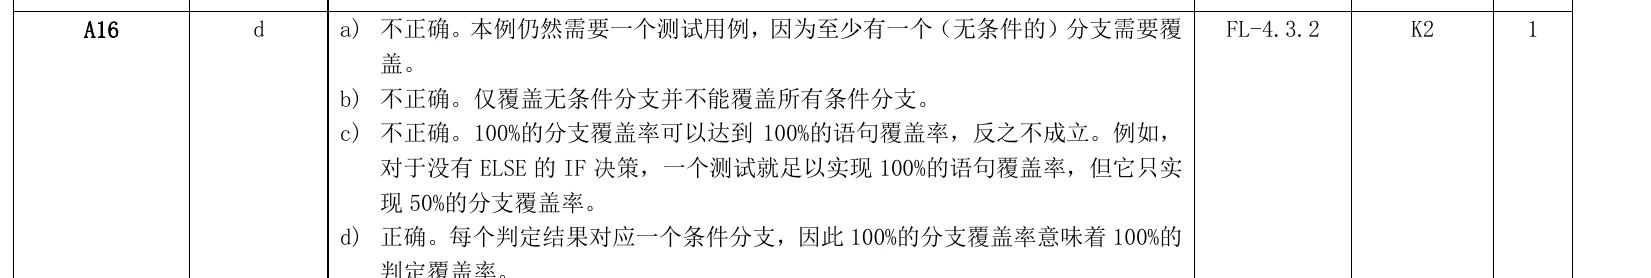 A16 d a) 不正确。本例仍然需要一个测试用例，因为至少有一个（无条件的）分支需要覆 FL-4.3.2 K2 1
盖。
b) 不正确。仅覆盖无条件分支并不能覆盖所有条件分支。
c) 不正确。100%的分支覆盖率可以达到 100%的语句覆盖率，反之不成立。例如，
对于没有 ELSE 的 IF 决策，一个测试就足以实现 100%的语句覆盖率，但它只实
现 50%的分支覆盖率。
d) 正确。每个判定结果对应一个条件分支，因此 100%的分支覆盖率意味着 100%的
判定覆盖率。